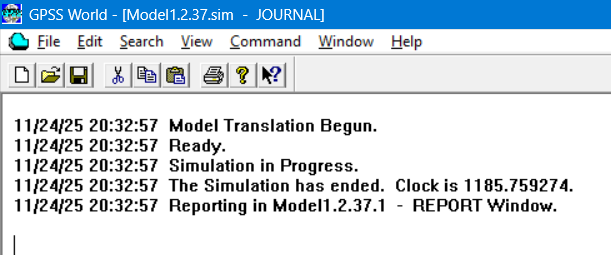 GPSS World - [Model1.2.37.sim  -  JOURNAL]
File Edit Search View Command Window Help
11/24/25 20:32:57  Model Translation Begun.
11/24/25 20:32:57  Ready.
11/24/25 20:32:57  Simulation in Progress.
11/24/25 20:32:57  The Simulation has ended.  Clock is 1185.759274.
11/24/25 20:32:57  Reporting in Model1.2.37.1  -  REPORT Window.